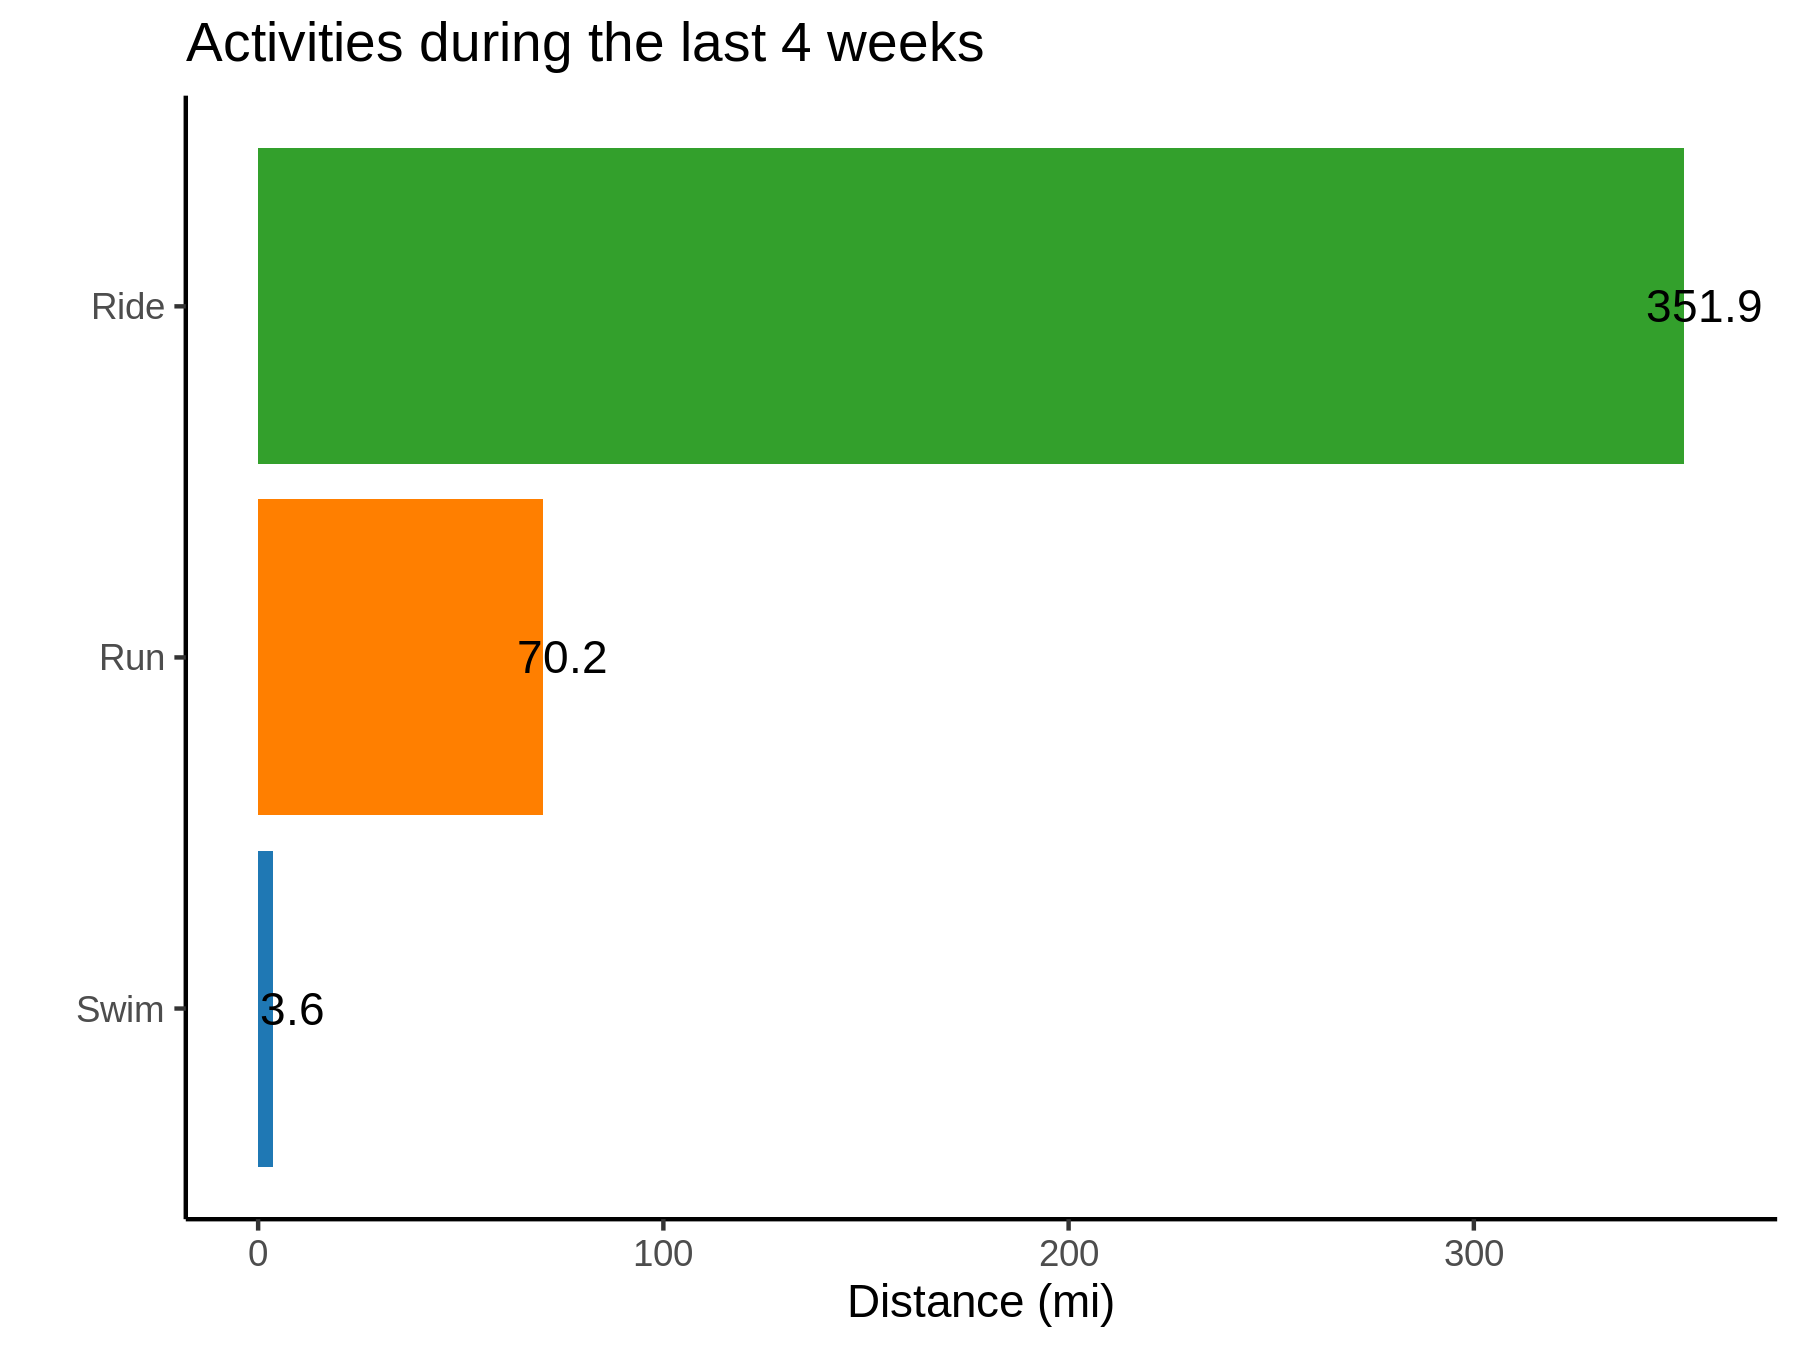 Activities during the last 4 weeks
Ride
351.9
Run
70.2
Swim
3.6
0 100 200 300
Distance (mi)